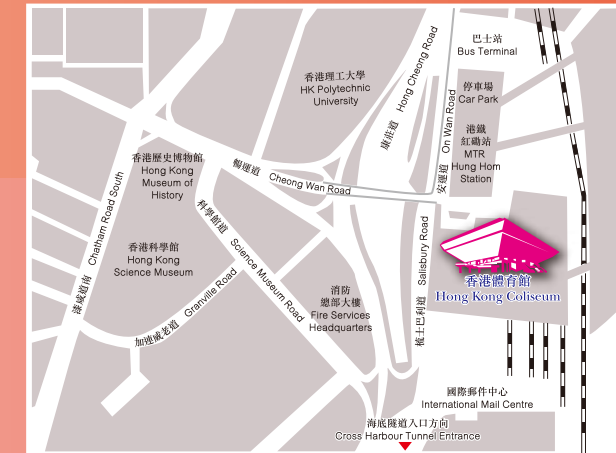 巴士站
Bus Terminal
香港理工大學
HK Polytechnic
University
康莊道 Hong Cheong Road
安運道 On Wan Road
停車場
Car Park
港鐵
紅磡站
MTR
Hung Hom
Station
香港歷史博物館
Hong Kong
Museum of
History
暢運道 Cheong Wan Road
漆咸道南 Chatham Road South
科學館道 Science Museum Road
香港科學館
Hong Kong
Science Museum
加連威老道 Granville Road
消防
總部大樓
Fire Services
Headquarters
梳士巴利道 Salisbury Road
香港體育館
Hong Kong Coliseum
國際郵件中心
International Mail Centre
海底隧道入口方向
Cross Harbour Tunnel Entrance